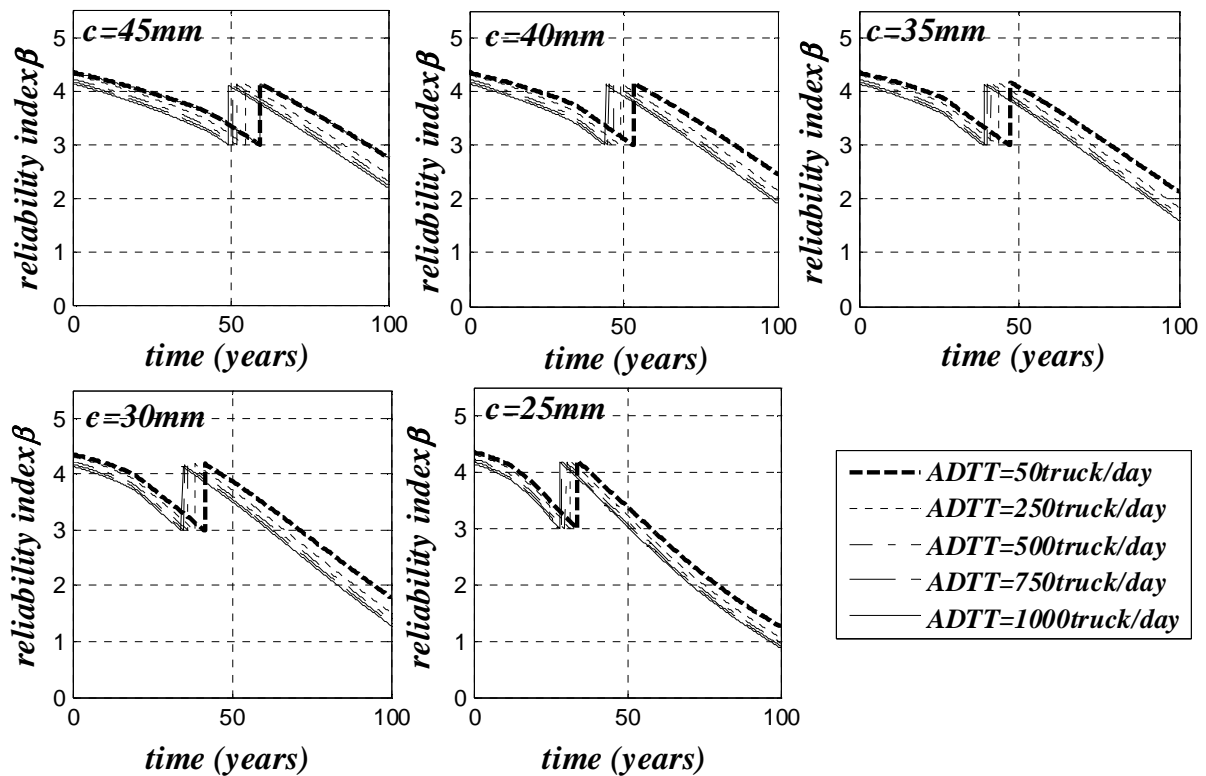 c=45mm
reliability index β
5
4
3
2
1
0
0 50 100
time (years)
c=40mm
reliability index β
5
4
3
2
1
0
0 50 100
time (years)
c=35mm
reliability index β
5
4
3
2
1
0
0 50 100
time (years)
c=30mm
reliability index β
5
4
3
2
1
0
0 50 100
time (years)
c=25mm
reliability index β
5
4
3
2
1
0
0 50 100
time (years)
ADTT=50truck/day
ADTT=250truck/day
ADTT=500truck/day
ADTT=750truck/day
ADTT=1000truck/day